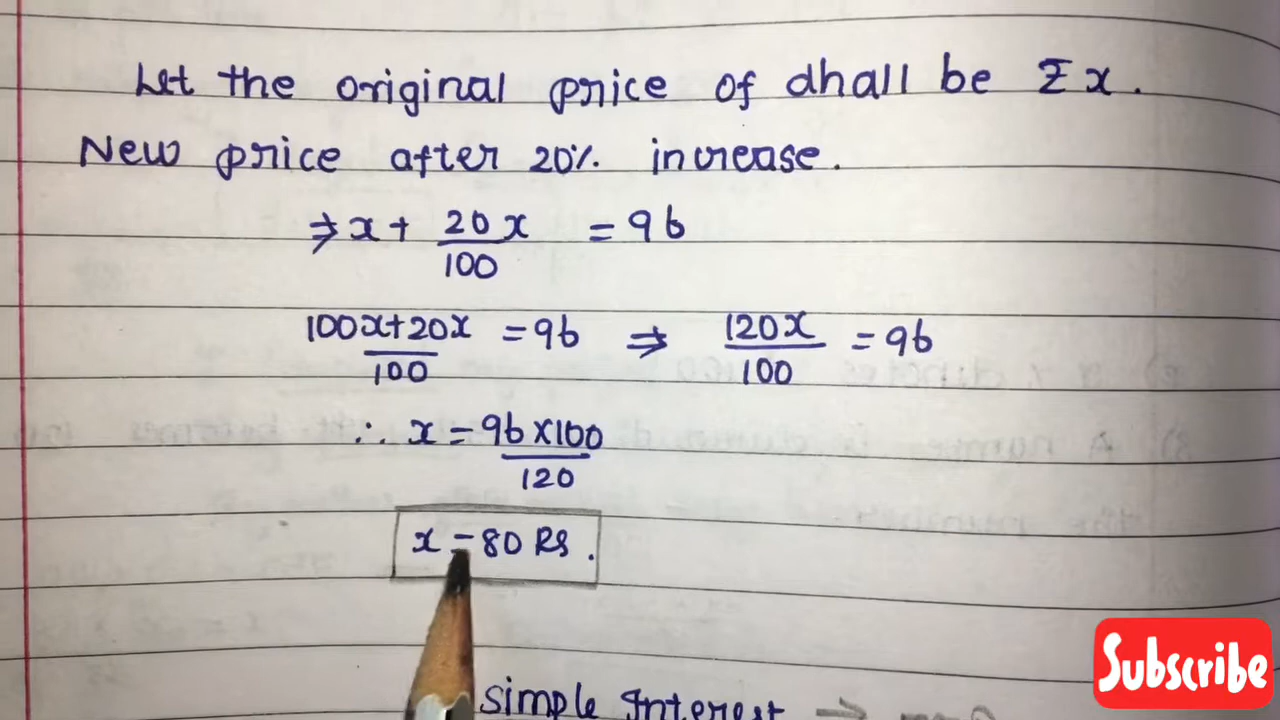 Let the original price of dhall be ₹ x.
New price after 20% increase.
⇒ x + 20x/100 = 96
100x+20x/100 = 96 ⇒ 120x/100 = 96
∴ x = 96×100/120
x = 80 Rs.
Simple Interest →
Subscribe